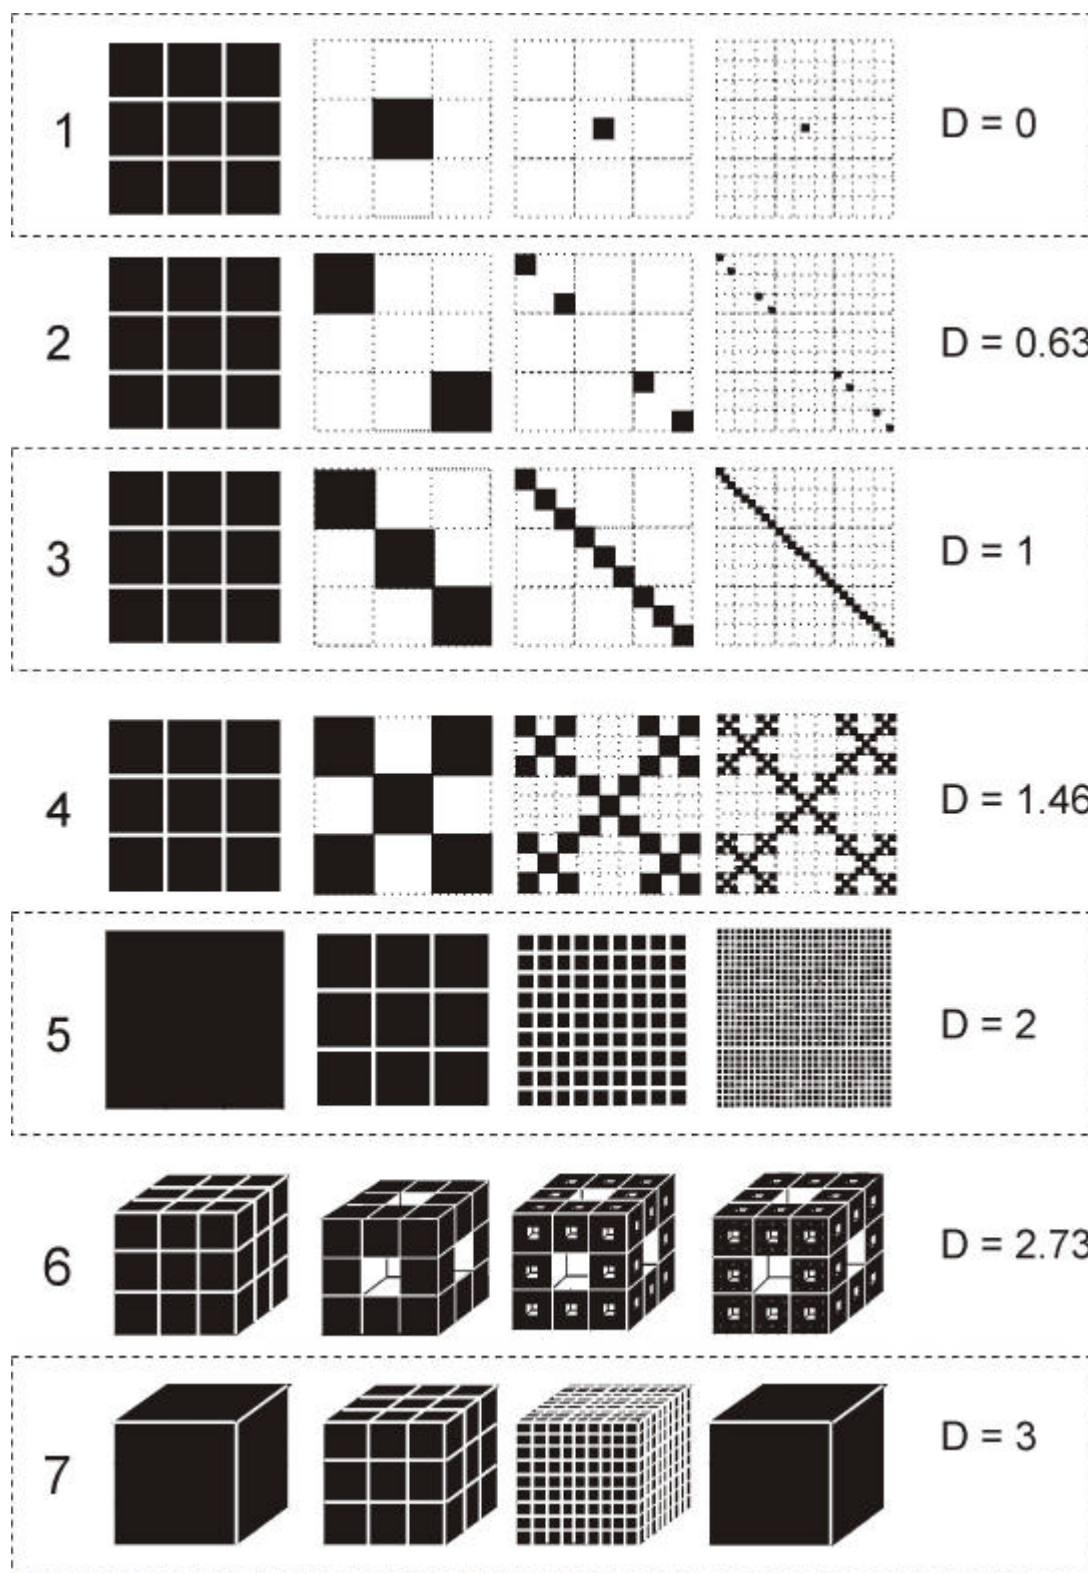 1 D = 0
2 D = 0.63
3 D = 1
4 D = 1.46
5 D = 2
6 D = 2.73
7 D = 3